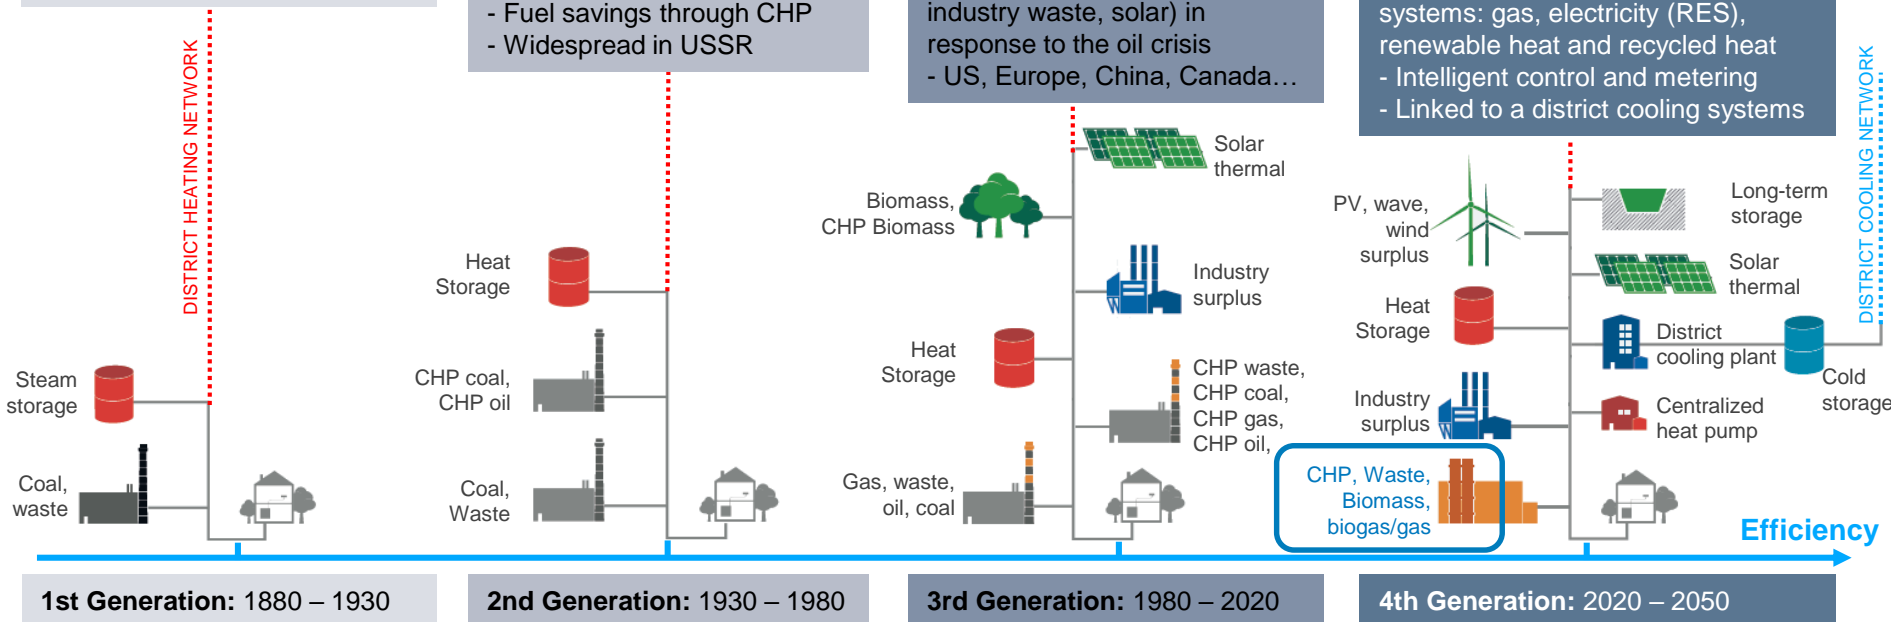 - Fuel savings through CHP
- Widespread in USSR
industry waste, solar) in
response to the oil crisis
- US, Europe, China, Canada…
systems: gas, electricity (RES),
renewable heat and recycled heat
- Intelligent control and metering
- Linked to a district cooling systems
DISTRICT HEATING NETWORK
Steam
storage
Coal,
waste
Heat
Storage
CHP coal,
CHP oil
Coal,
Waste
Solar
thermal
Biomass,
CHP Biomass
Industry
surplus
Heat
Storage
CHP waste,
CHP coal,
CHP gas,
CHP oil,
Gas, waste,
oil, coal
PV, wave,
wind
surplus
Long-term
storage
Solar
thermal
Heat
Storage
District
cooling plant
Cold
storage
DISTRICT COOLING NETWORK
Industry
surplus
Centralized
heat pump
CHP, Waste,
Biomass,
biogas/gas
Efficiency
1st Generation: 1880 – 1930
2nd Generation: 1930 – 1980
3rd Generation: 1980 – 2020
4th Generation: 2020 – 2050